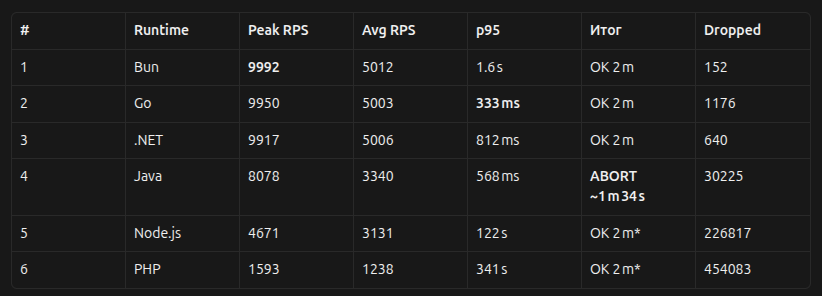 # Runtime Peak RPS Avg RPS p95 Итог Dropped
1 Bun 9992 5012 1.6 s OK 2 m 152
2 Go 9950 5003 333 ms OK 2 m 1176
3 .NET 9917 5006 812 ms OK 2 m 640
4 Java 8078 3340 568 ms ABORT 30225
~1 m 34 s
5 Node.js 4671 3131 122 s OK 2 m* 226817
6 PHP 1593 1238 341 s OK 2 m* 454083